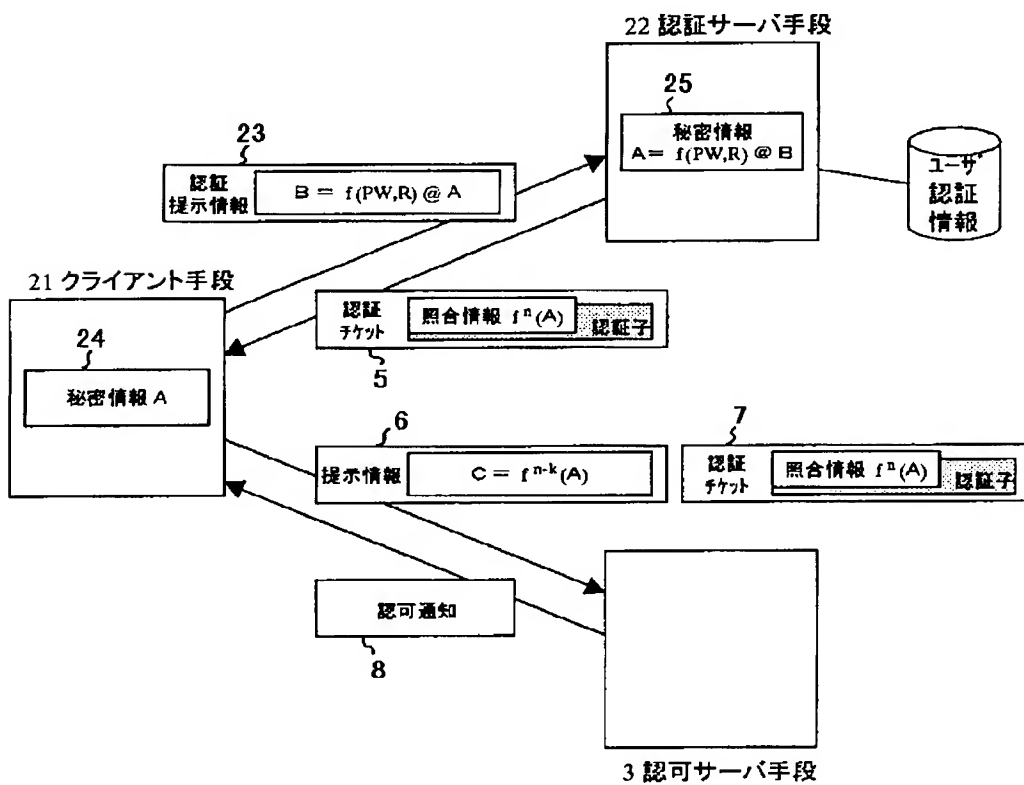 22 認証サーバ手段
25
秘密情報
A= f(PW,R) @ B
ユーザ
認証
情報
23
認証
提示情報
B = f(PW,R) @ A
21 クライアント手段
24
秘密情報 A
認証
チケット
照合情報 fⁿ(A)
認証子
5
6
提示情報
C = fⁿ⁻ᵏ(A)
7
認証
チケット
照合情報 fⁿ(A)
認証子
認可通知
8
3 認可サーバ手段